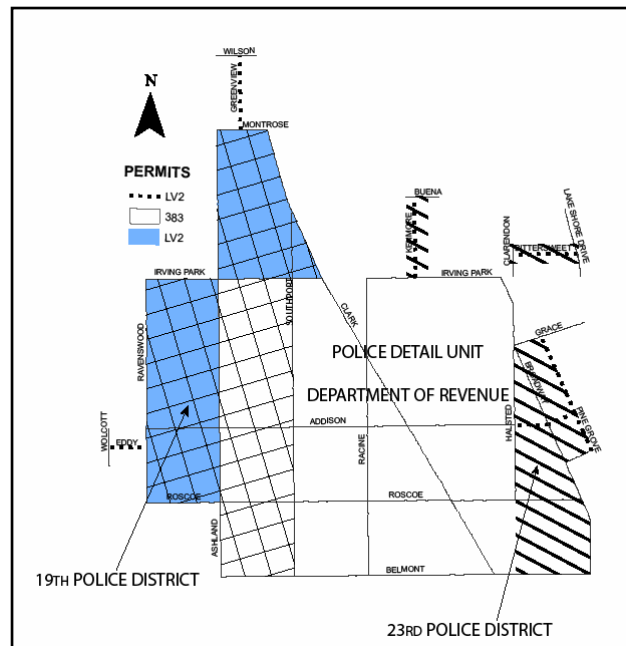 WILSON
GREENVIEW
N
MONTROSE
PERMITS
LV2
383
LV2
BUENA
KENMORE
CLARENDON
LAKE SHORE DRIVE
BITTERSWEET
IRVING PARK
IRVING PARK
SOUTHPORT
CLARK
RAVENSWOOD
GRACE
POLICE DETAIL UNIT
BROADWAY
DEPARTMENT OF REVENUE
PINE GROVE
HALSTED
ADDISON
WOLCOTT
EDDY
RACINE
ROSCOE
ROSCOE
ASHLAND
BELMONT
19TH POLICE DISTRICT
23RD POLICE DISTRICT